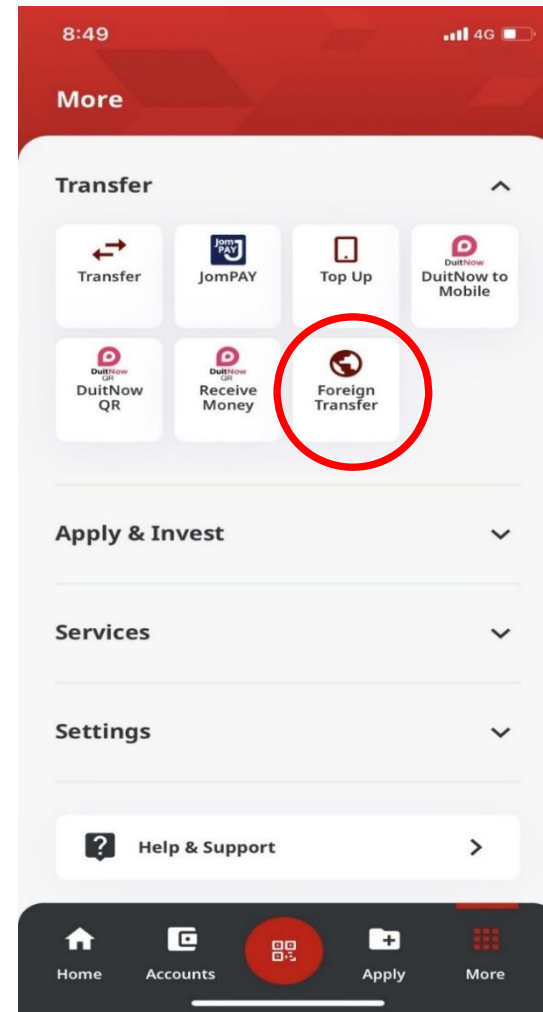 8:49
4G
More
Transfer
Transfer
Jom
PAY
JomPAY
Top Up
DuitNow
DuitNow to
Mobile
DuitNow
QR
DuitNow
QR
DuitNow
QR
Receive
Money
Foreign
Transfer
Apply & Invest
Services
Settings
? Help & Support
Home
Accounts
Apply
More